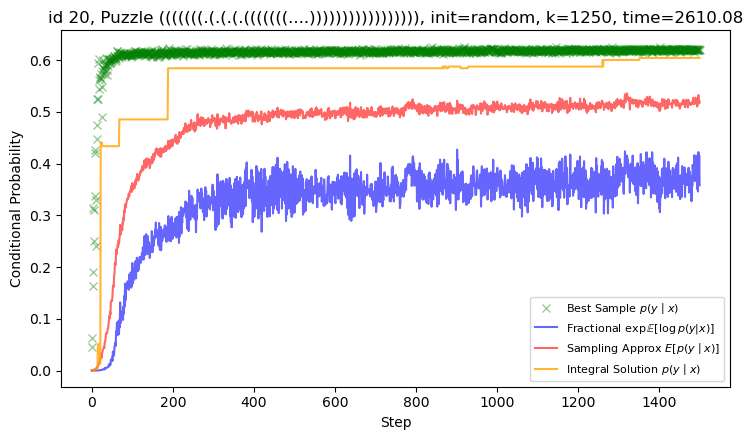 id 20, Puzzle (((((((.(.(.(.(((((((....))))))))))))))))), init=random, k=1250, time=2610.08
Conditional Probability
0.6
0.5
0.4
0.3
0.2
0.1
0.0
Best Sample p(y | x)
Fractional exp𝔼[log p(y|x)]
Sampling Approx E[p(y | x)]
Integral Solution p(y | x)
0 200 400 600 800 1000 1200 1400
Step